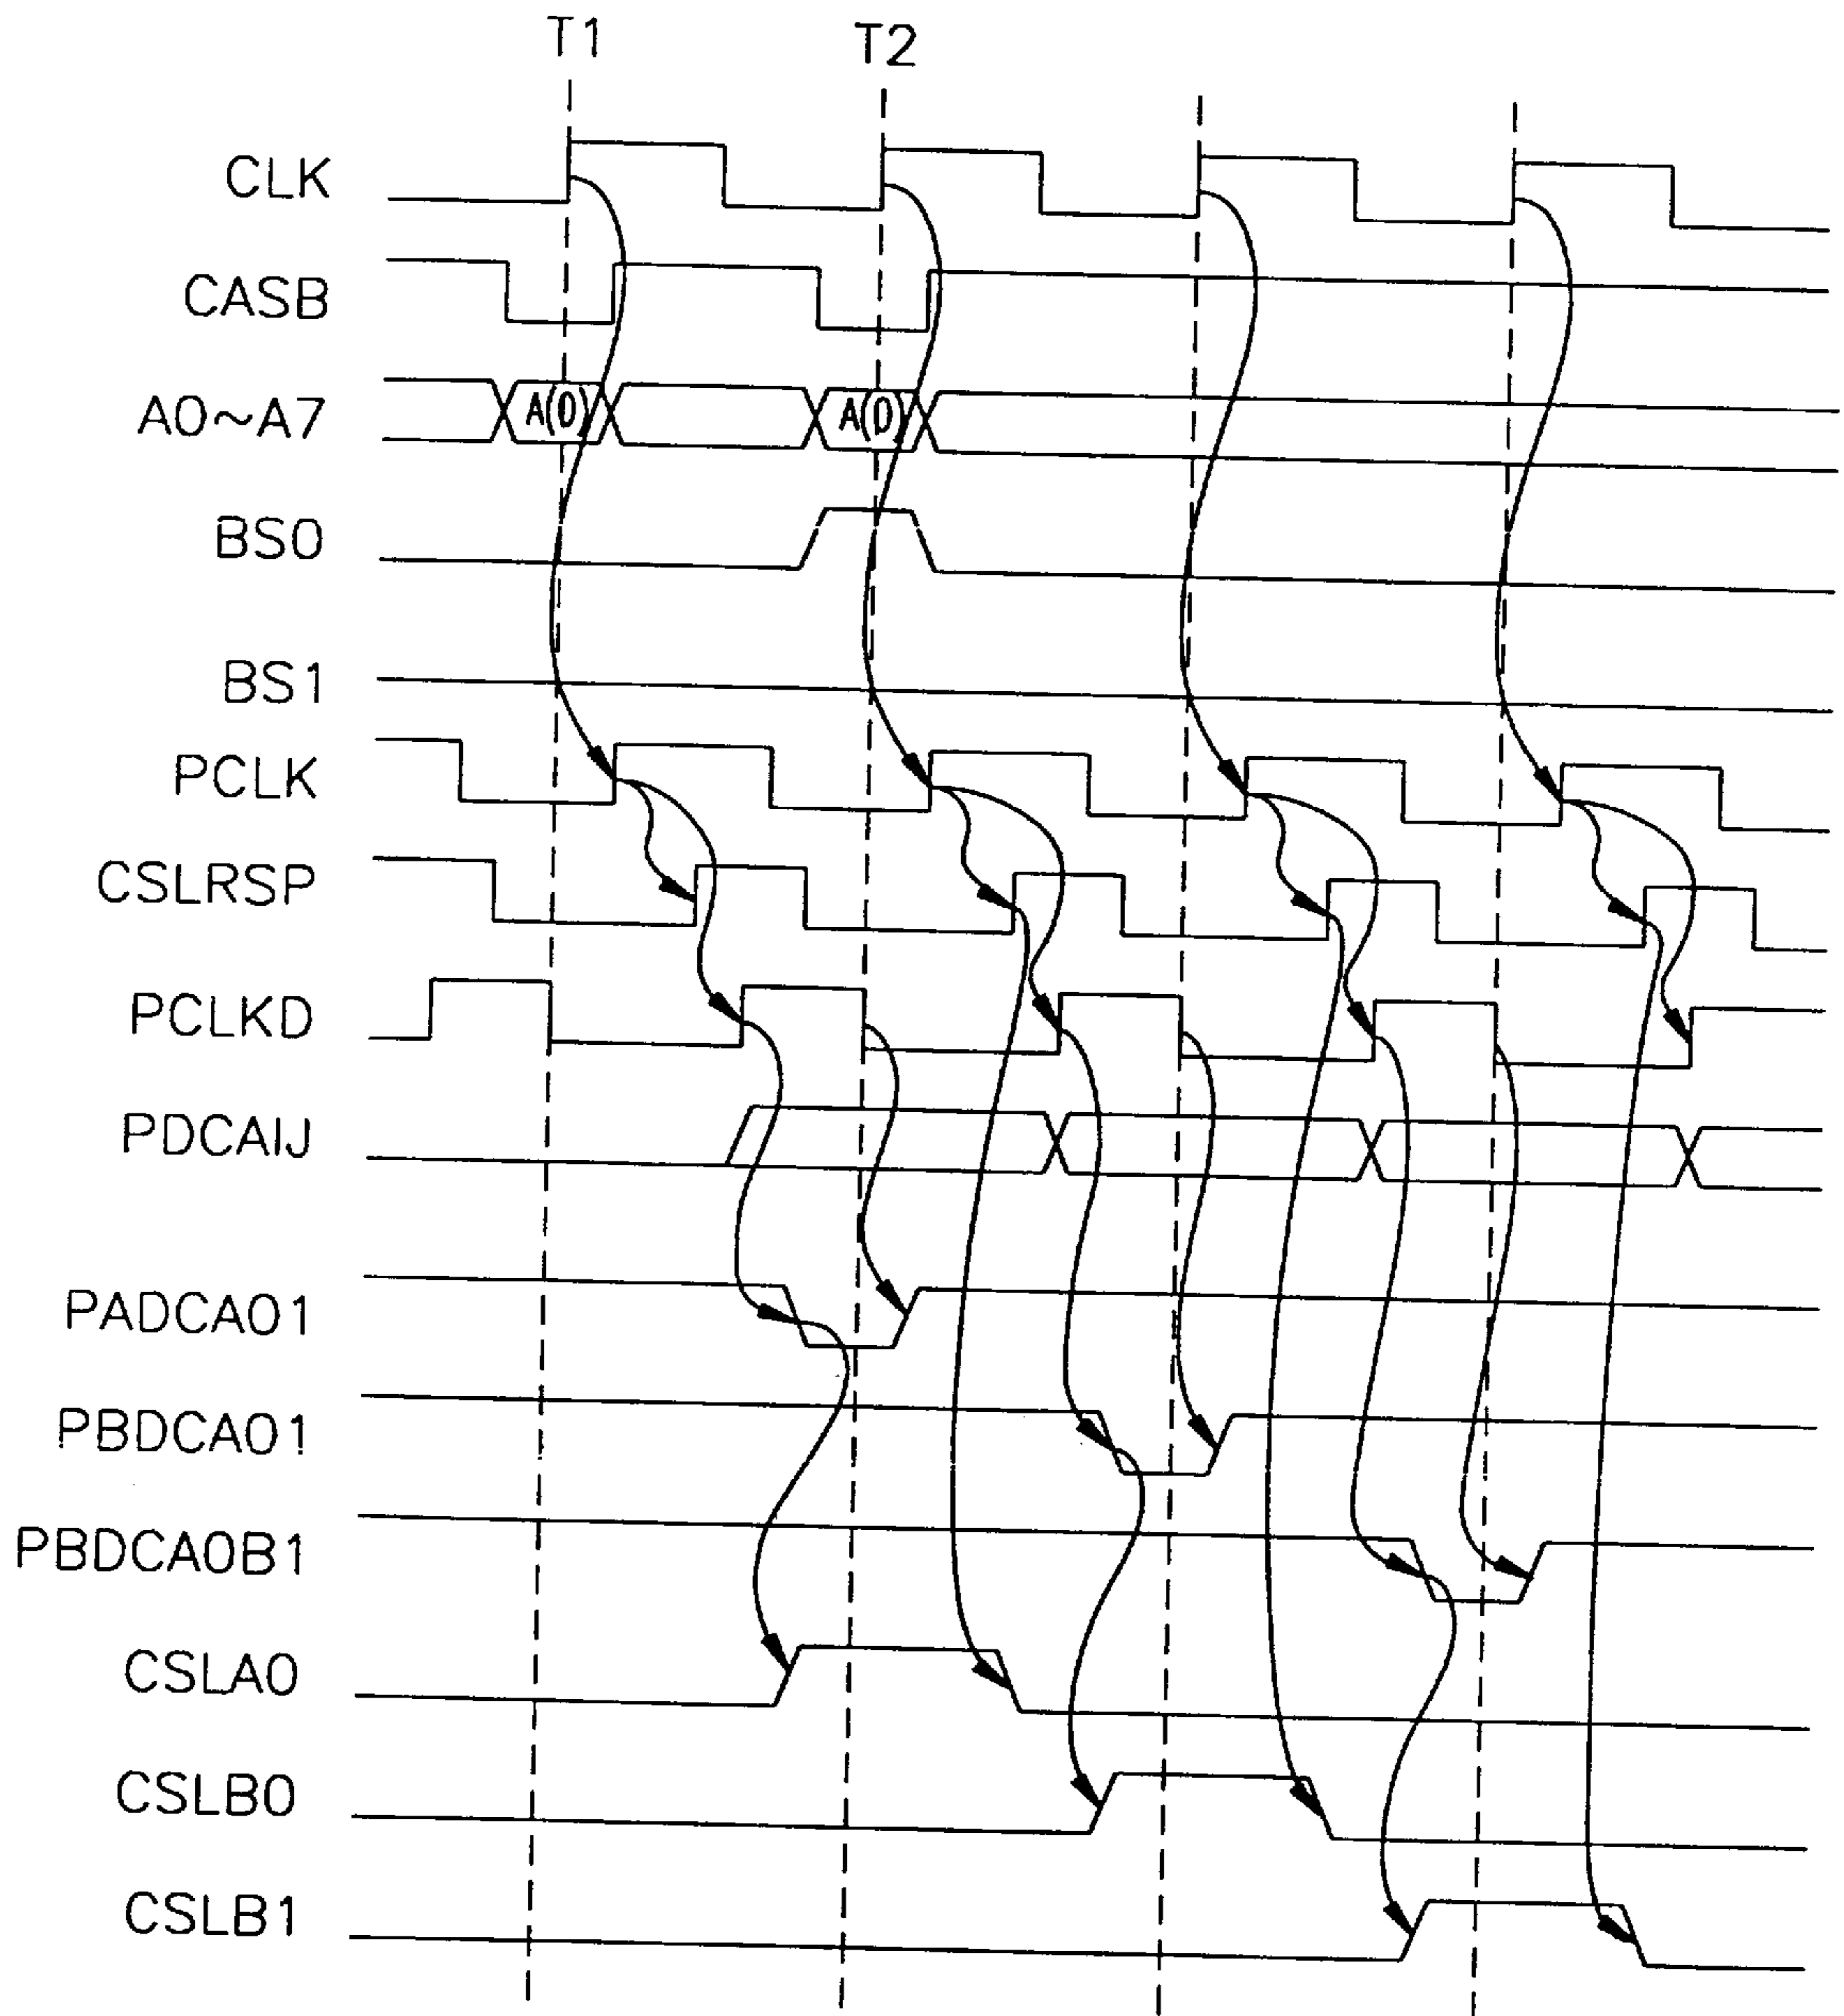 T1 T2
CLK
CASB
A0~A7 A(0) A(0)
BS0
BS1
PCLK
CSLRSP
PCLKD
PDCAIJ
PADCA01
PBDCA01
PBDCA0B1
CSLA0
CSLB0
CSLB1